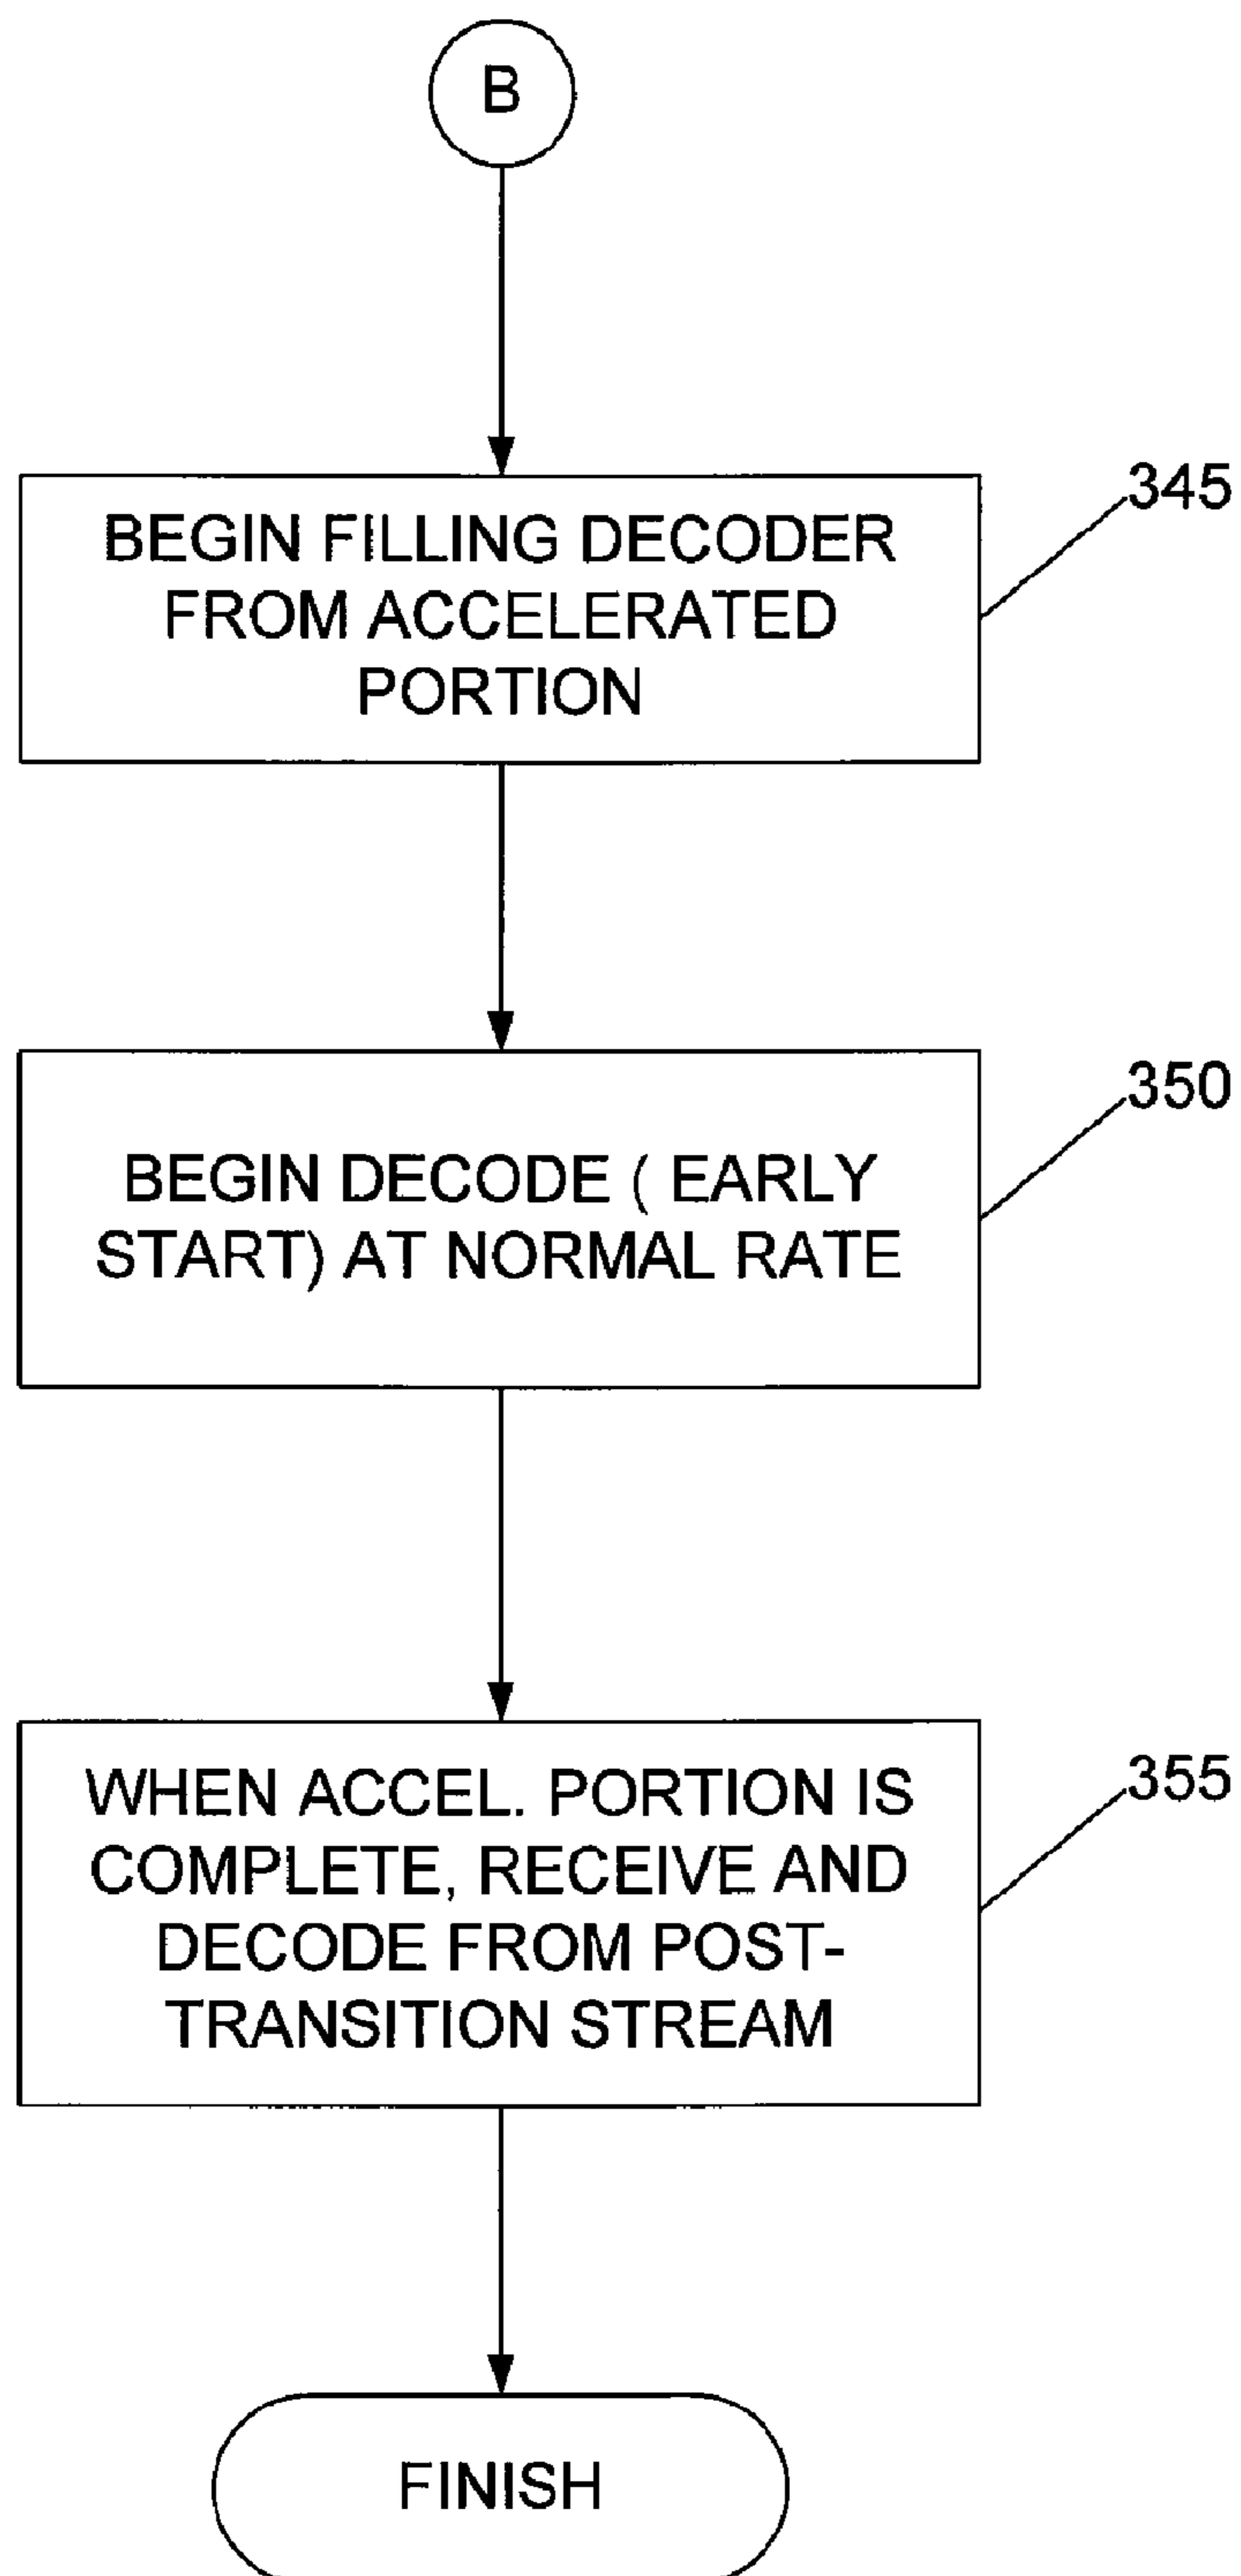 B
345
BEGIN FILLING DECODER
FROM ACCELERATED
PORTION
350
BEGIN DECODE ( EARLY
START) AT NORMAL RATE
355
WHEN ACCEL. PORTION IS
COMPLETE, RECEIVE AND
DECODE FROM POST-
TRANSITION STREAM
FINISH